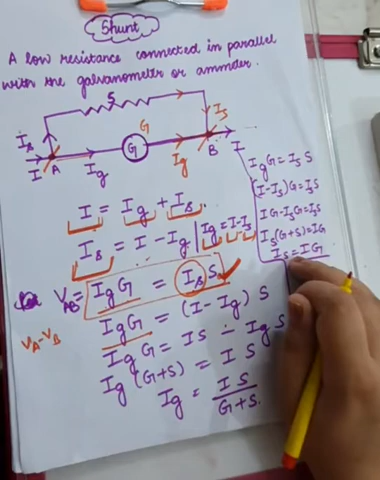 Shunt
A low resistance connected in parallel
with the galvanometer or ammeter.
S
Is
G
Is
I A Ig G Ig B I
I = Ig + Is
Is = I - Ig | Ig = I - Is
VAB = IgG = IsS
VA-VB
IgG = (I - Ig) S
IgG = IS - IgS
Ig (G+S) = IS
Ig = IS
G+S.
IgG = IsS
(I-Is)G = IsS
IG-IsG = IsS
Is(G+S) = IG
Is = IG